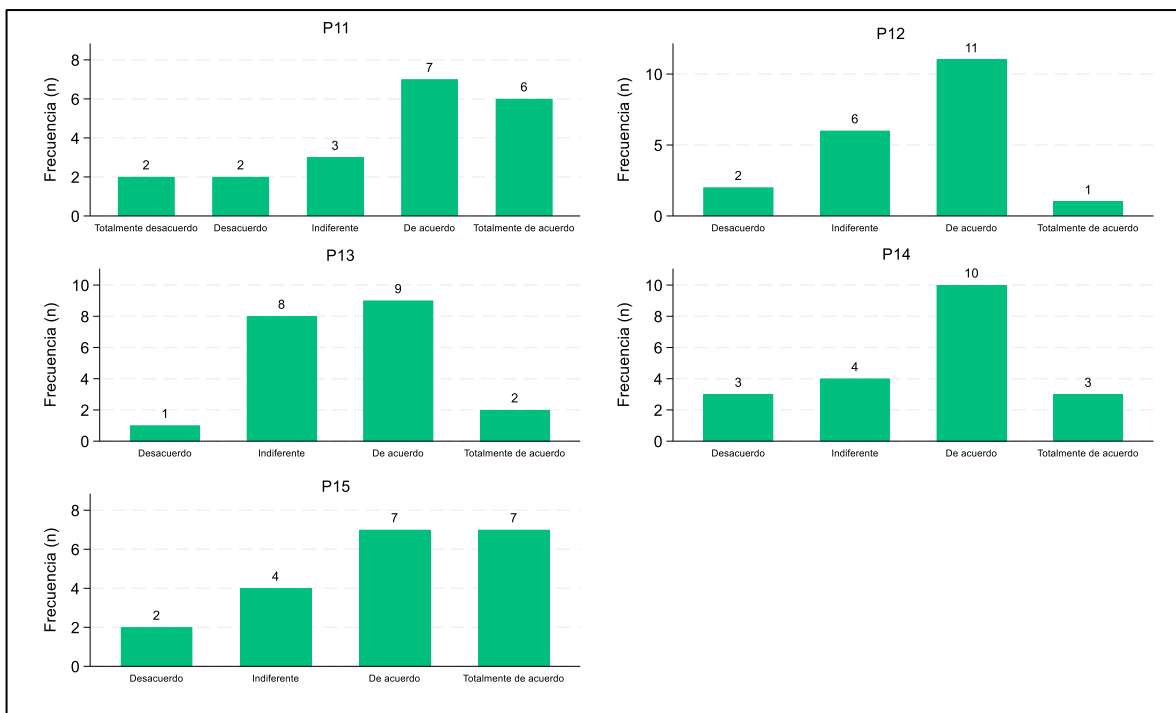 P11
Frecuencia (n)
8
6
4
2
0
2
2
3
7
6
Totalmente desacuerdo
Desacuerdo
Indiferente
De acuerdo
Totalmente de acuerdo
P12
Frecuencia (n)
10
5
0
2
6
11
1
Desacuerdo
Indiferente
De acuerdo
Totalmente de acuerdo
P13
Frecuencia (n)
10
8
6
4
2
0
1
8
9
2
Desacuerdo
Indiferente
De acuerdo
Totalmente de acuerdo
P14
Frecuencia (n)
10
8
6
4
2
0
3
4
10
3
Desacuerdo
Indiferente
De acuerdo
Totalmente de acuerdo
P15
Frecuencia (n)
8
6
4
2
0
2
4
7
7
Desacuerdo
Indiferente
De acuerdo
Totalmente de acuerdo